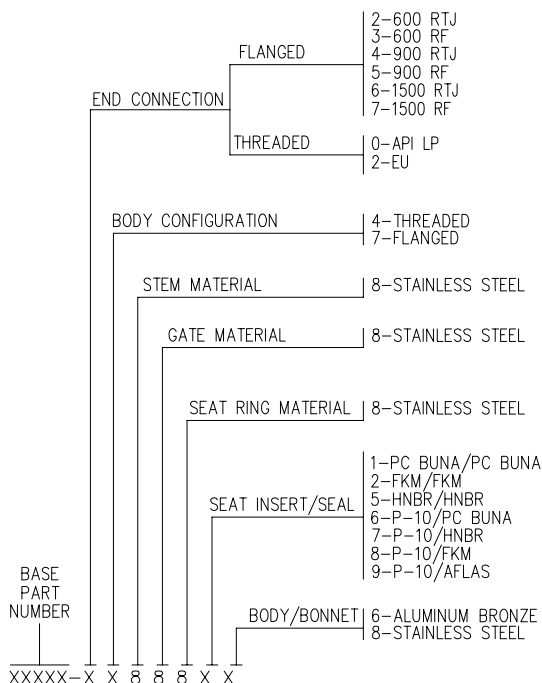 2-600 RTJ
3-600 RF
FLANGED
4-900 RTJ
5-900 RF
6-1500 RTJ
7-1500 RF
END CONNECTION
THREADED
0-API LP
2-EU
BODY CONFIGURATION
4-THREADED
7-FLANGED
STEM MATERIAL
8-STAINLESS STEEL
GATE MATERIAL
8-STAINLESS STEEL
SEAT RING MATERIAL
8-STAINLESS STEEL
1-PC BUNA/PC BUNA
2-FKM/FKM
5-HNBR/HNBR
SEAT INSERT/SEAL
6-P-10/PC BUNA
7-P-10/HNBR
8-P-10/FKM
9-P-10/AFLAS
BASE
PART
NUMBER
BODY/BONNET
6-ALUMINUM BRONZE
8-STAINLESS STEEL
XXXXX-X X 8 8 8 X X